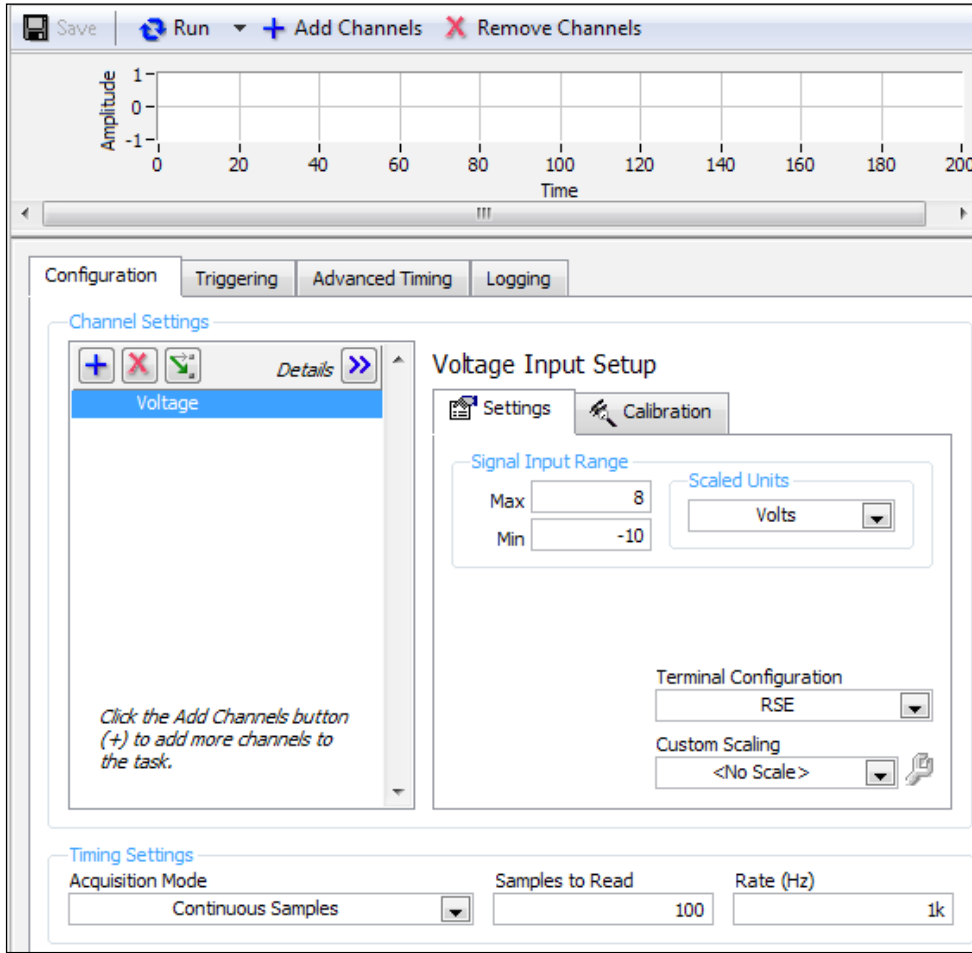 Save Run Add Channels Remove Channels
Amplitude
1
0
-1
0 20 40 60 80 100 120 140 160 180 200
Time
Configuration Triggering Advanced Timing Logging
Channel Settings
Details
Voltage
Click the Add Channels button
(+) to add more channels to
the task.
Voltage Input Setup
Settings Calibration
Signal Input Range
Max 8
Min -10
Scaled Units
Volts
Terminal Configuration
RSE
Custom Scaling
<No Scale>
Timing Settings
Acquisition Mode Samples to Read Rate (Hz)
Continuous Samples 100 1k